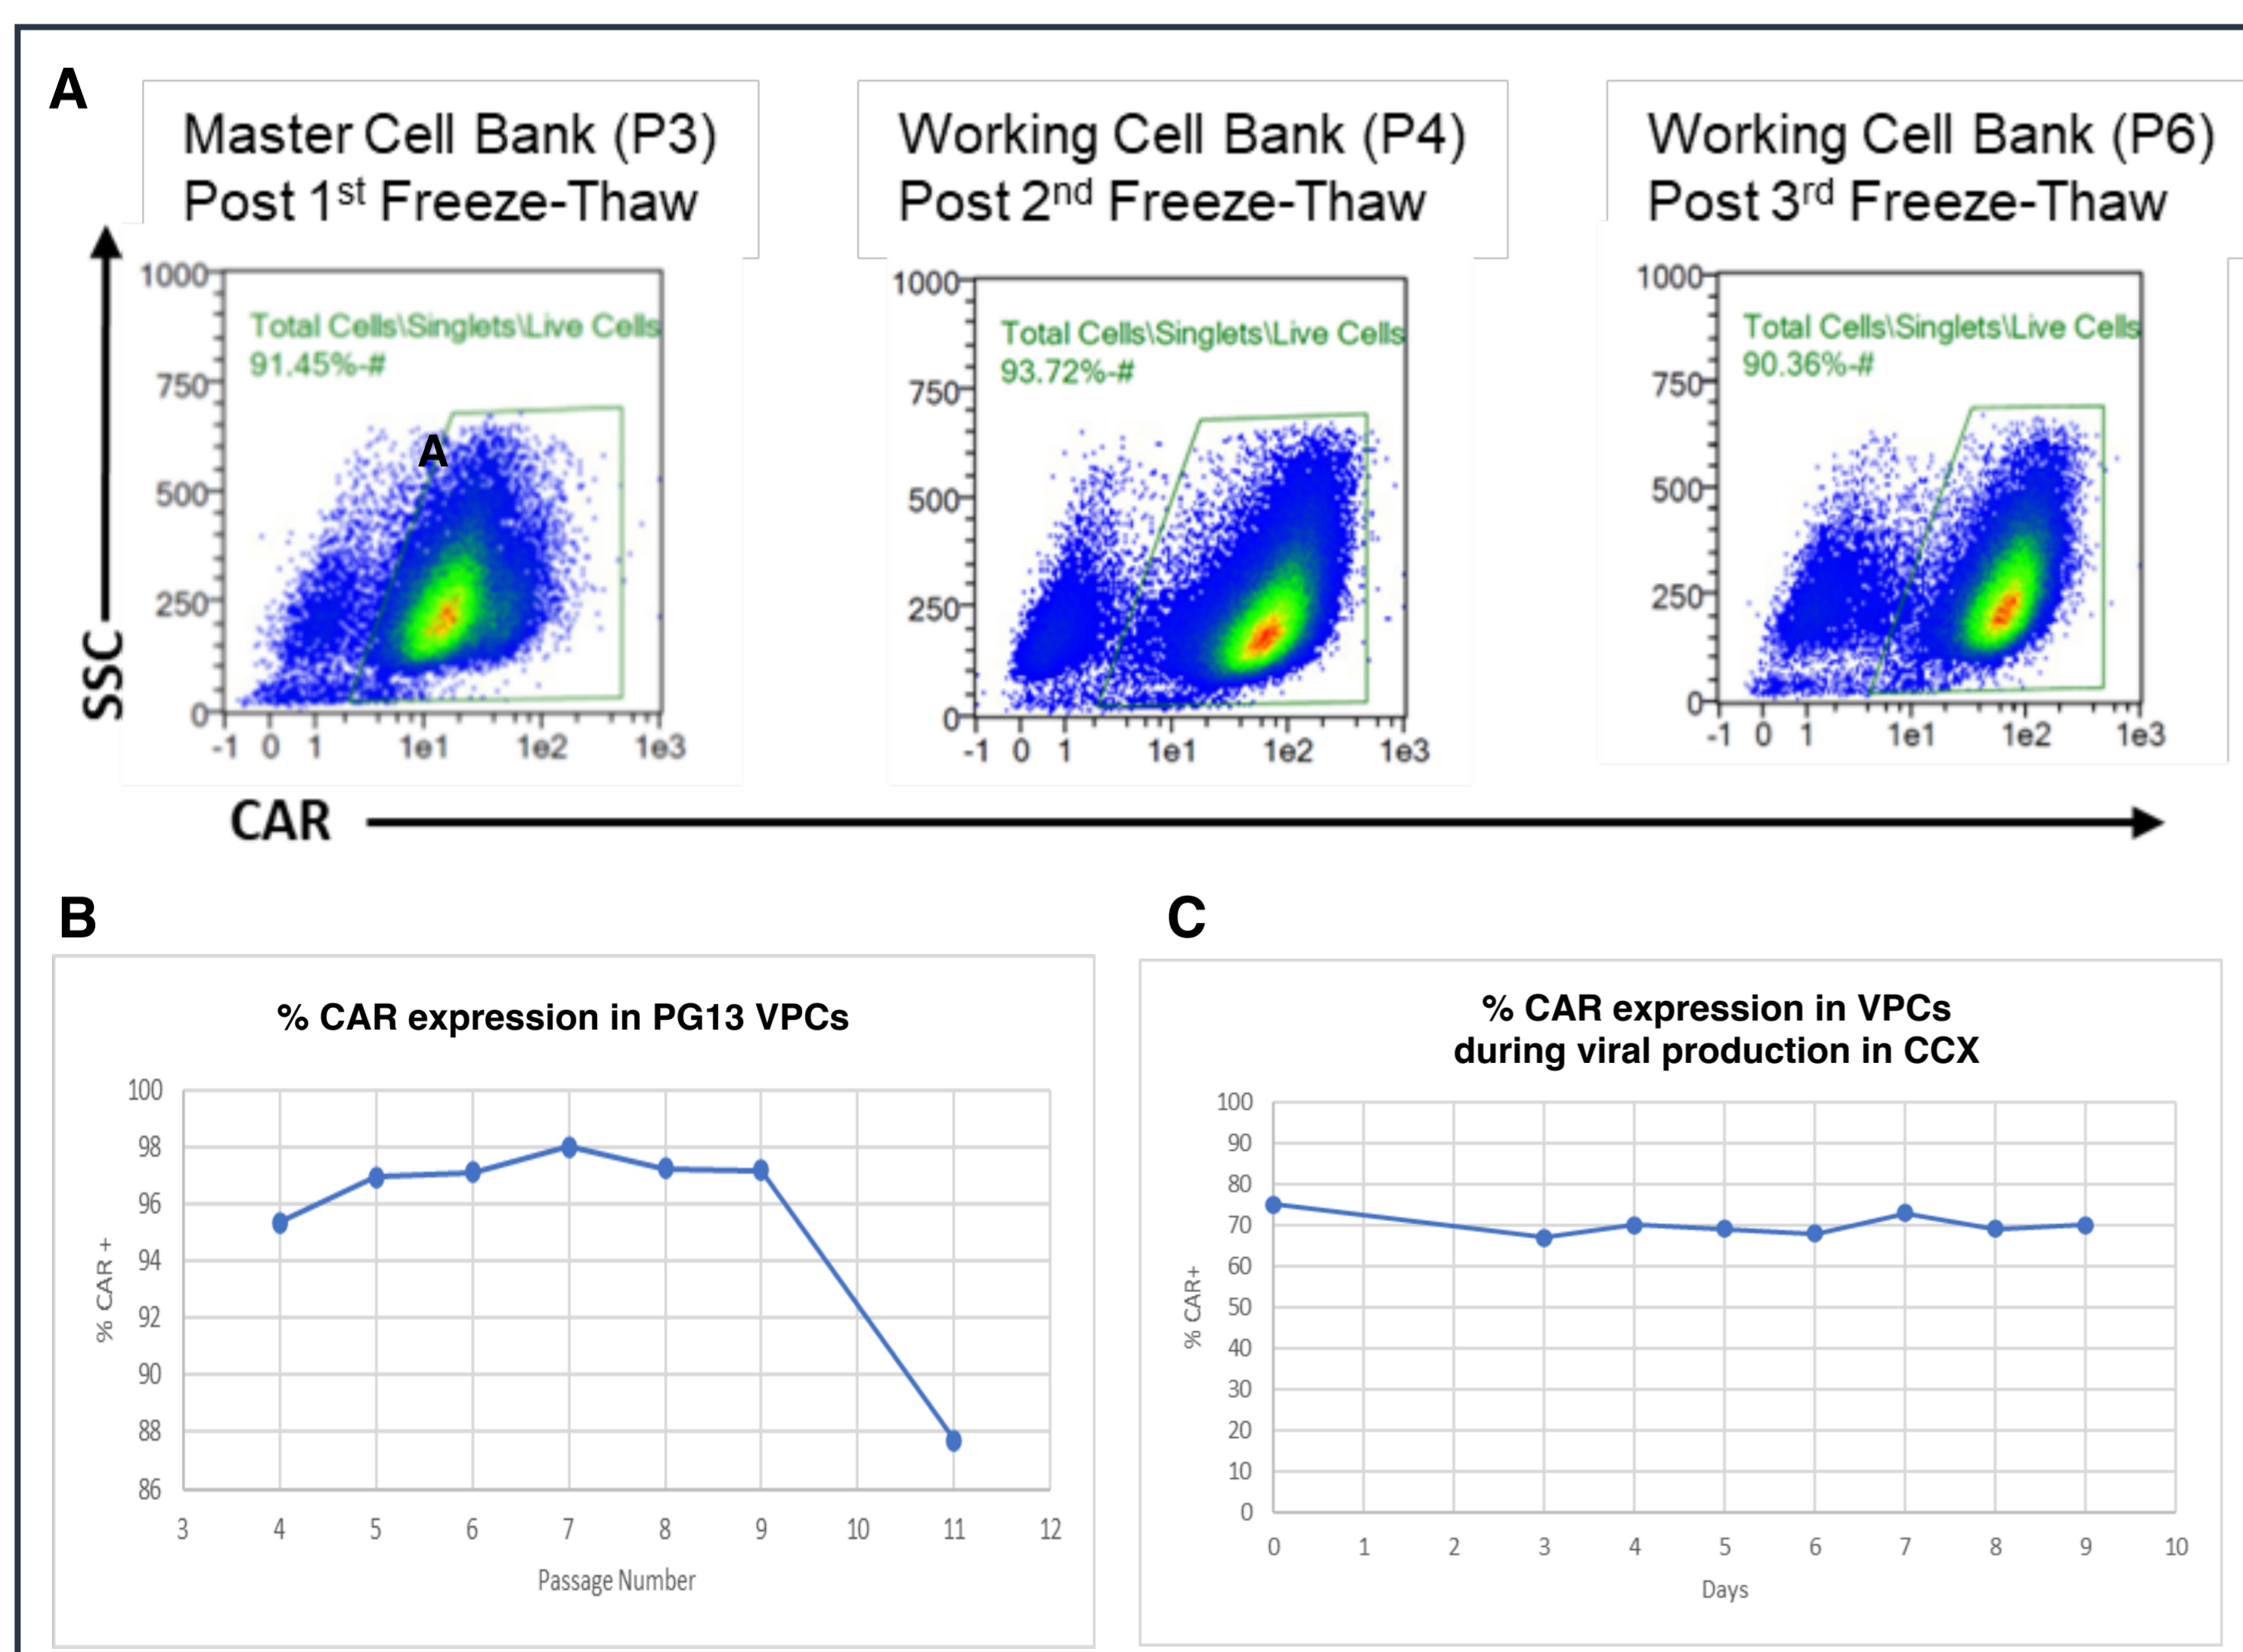 A
Master Cell Bank (P3)
Post 1st Freeze-Thaw
Working Cell Bank (P4)
Post 2nd Freeze-Thaw
Working Cell Bank (P6)
Post 3rd Freeze-Thaw
SSC
1000
750
500
250
0
Total Cells\Singlets\Live Cells
91.45%-#
A
-1 0 1 1e1 1e2 1e3
1000
750
500
250
0
Total Cells\Singlets\Live Cells
93.72%-#
-1 0 1 1e1 1e2 1e3
1000
750
500
250
0
Total Cells\Singlets\Live Cells
90.36%-#
-1 0 1 1e1 1e2 1e3
CAR
B
% CAR expression in PG13 VPCs
% CAR +
100
98
96
94
92
90
88
86
3 4 5 6 7 8 9 10 11 12
Passage Number
C
% CAR expression in VPCs
during viral production in CCX
% CAR+
100
90
80
70
60
50
40
30
20
10
0
0 1 2 3 4 5 6 7 8 9 10
Days